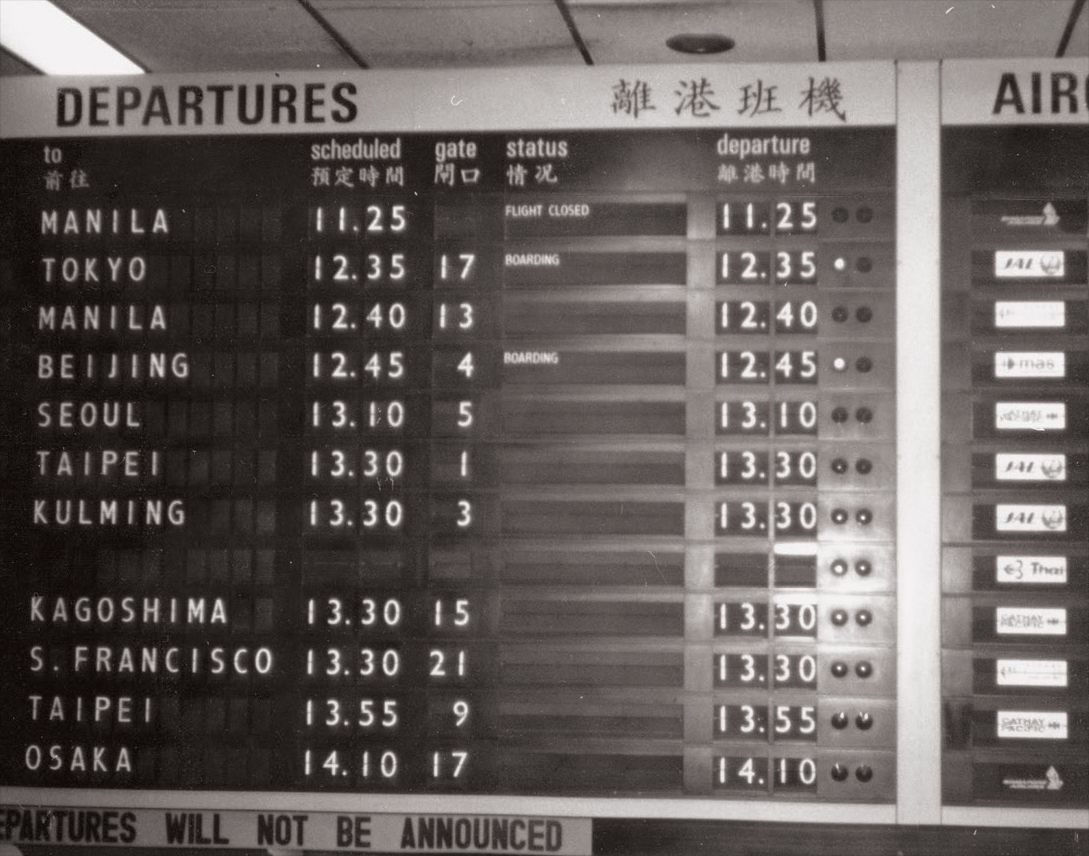 DEPARTURES 離港班機
to scheduled gate status departure
前往 預定時間 閘口 情況 離港時間
MANILA 11.25 FLIGHT CLOSED 11.25
TOKYO 12.35 17 BOARDING 12.35
MANILA 12.40 13 12.40
BEIJING 12.45 4 BOARDING 12.45
SEOUL 13.10 5 13.10
TAIPEI 13.30 1 13.30
KULMING 13.30 3 13.30
KAGOSHIMA 13.30 15 13.30
S.FRANCISCO 13.30 21 13.30
TAIPEI 13.55 9 13.55
OSAKA 14.10 17 14.10
EPARTURES WILL NOT BE ANNOUNCED
AIR
JAL
mas
JAL
JAL
Thai
CATHAY PACIFIC
CATHAY PACIFIC